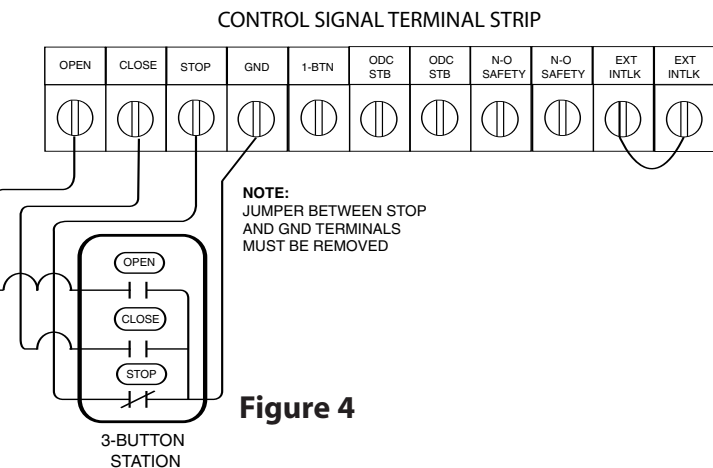 CONTROL SIGNAL TERMINAL STRIP
OPEN
CLOSE
STOP
GND
1-BTN
ODC
STB
ODC
STB
N-O
SAFETY
N-O
SAFETY
EXT
INTLK
EXT
INTLK
NOTE:
JUMPER BETWEEN STOP
AND GND TERMINALS
MUST BE REMOVED
OPEN
CLOSE
STOP
Figure 4
3-BUTTON
STATION